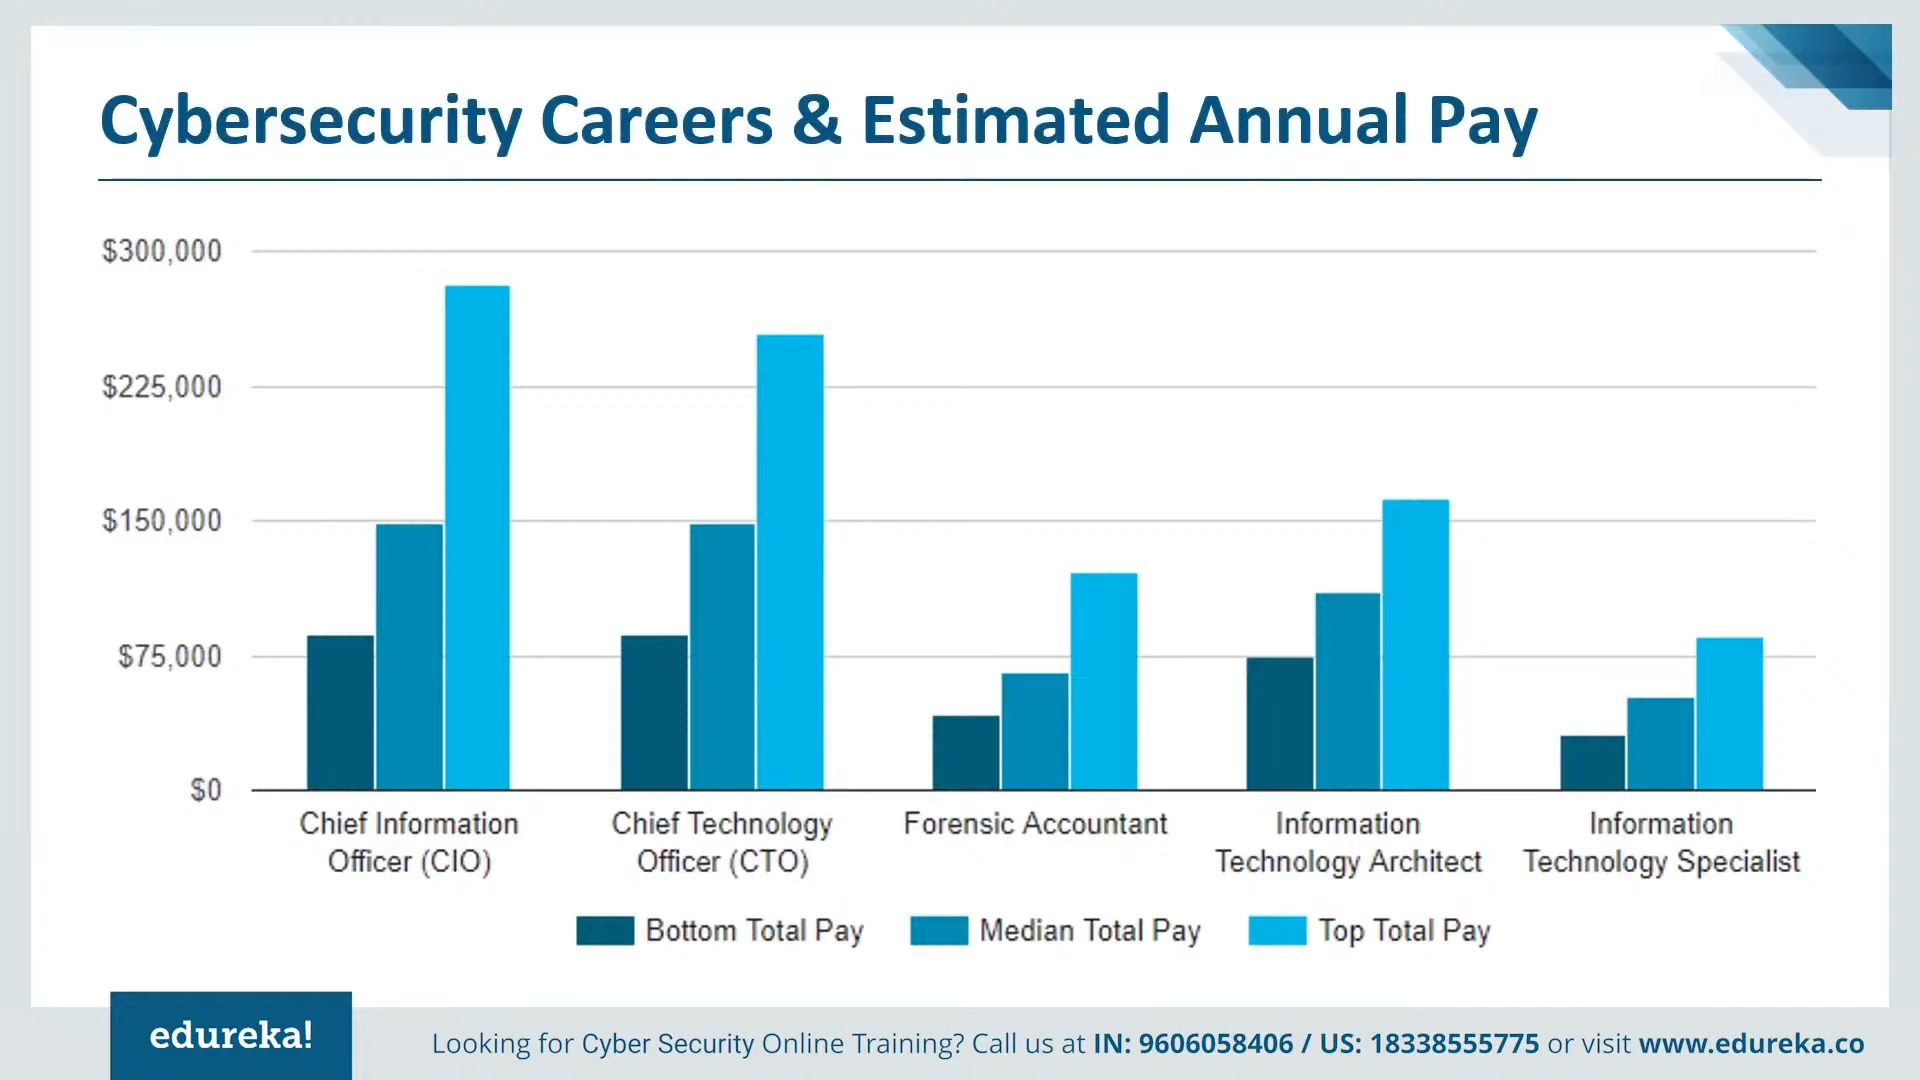 Cybersecurity Careers & Estimated Annual Pay
$300,000
$225,000
$150,000
$75,000
$0
Chief Information
Officer (CIO)
Chief Technology
Officer (CTO)
Forensic Accountant
Information
Technology Architect
Information
Technology Specialist
Bottom Total Pay
Median Total Pay
Top Total Pay
edureka!
Looking for Cyber Security Online Training? Call us at IN: 9606058406 / US: 18338555775 or visit www.edureka.co